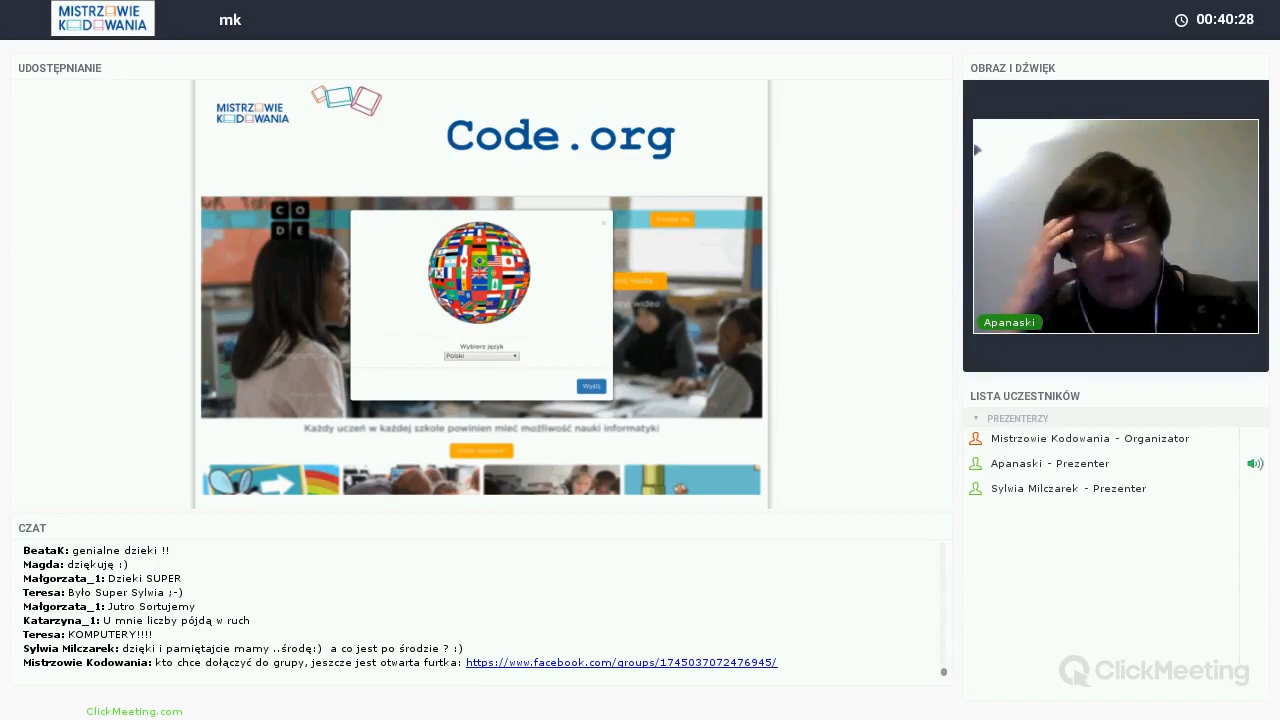 MISTRZOWIE
KODOWANIA
mk
00:40:28
UDOSTĘPNIANIE
MISTRZOWIE
KODOWANIA
Code.org
CO
DE
Wybierz język
Polski
Wyślij
Każdy uczeń w każdej szkole powinien mieć możliwość nauki informatyki
CZAT
BeataK: genialne dzieki !!
Magda: dziękuję :)
Małgorzata_1: Dzieki SUPER
Teresa: Było Super Sylwia ;-)
Małgorzata_1: Jutro Sortujemy
Katarzyna_1: U mnie liczby pójdą w ruch
Teresa: KOMPUTERY!!!!
Sylwia Milczarek: dzięki i pamiętajcie mamy ..środę:) a co jest po środzie ? :)
Mistrzowie Kodowania: kto chce dołączyć do grupy, jeszcze jest otwarta furtka: https://www.facebook.com/groups/1745037072476945/
ClickMeeting.com
OBRAZ I DŹWIĘK
Apanaski
LISTA UCZESTNIKÓW
PREZENTERZY
Mistrzowie Kodowania - Organizator
Apanaski - Prezenter
Sylwia Milczarek - Prezenter
ClickMeeting